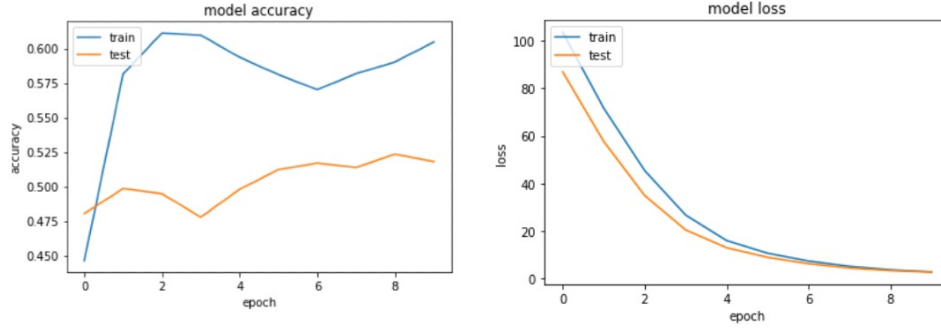 model accuracy
train
test
0.600
0.575
0.550
0.525
0.500
0.475
0.450
accuracy
0 2 4 6 8
epoch
model loss
train
test
100
80
60
40
20
0
loss
0 2 4 6 8
epoch